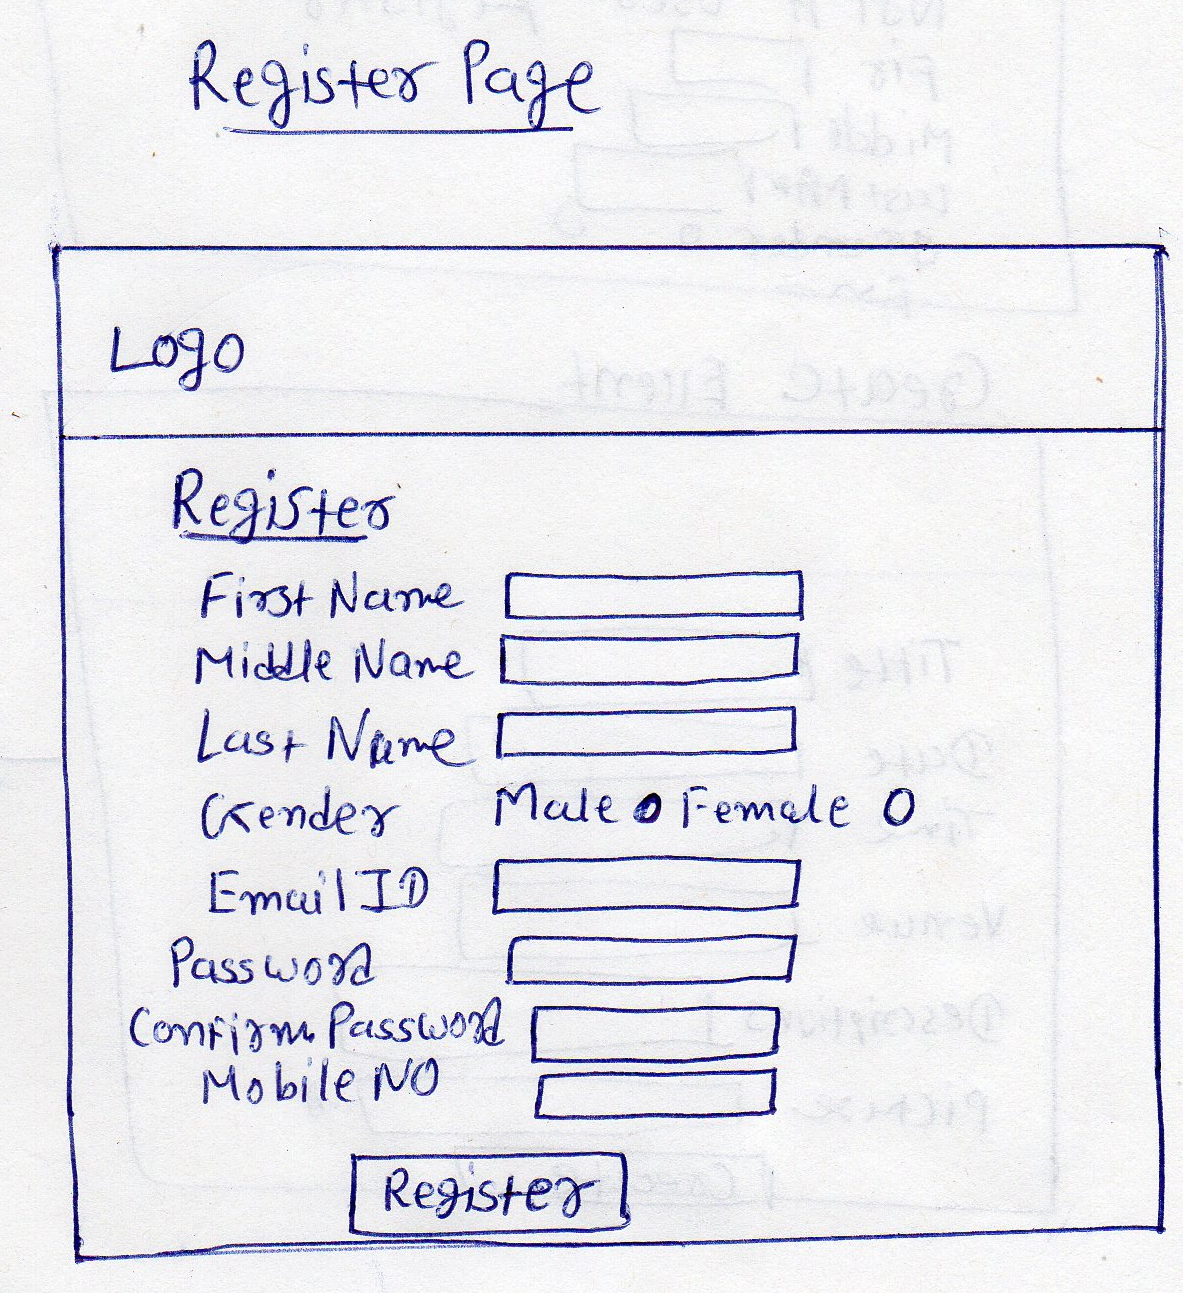 Register Page
Logo
Register
First Name
Middle Name
Last Name
Gender Male Female
Email ID
Password
Confirm Password
Mobile NO
Register